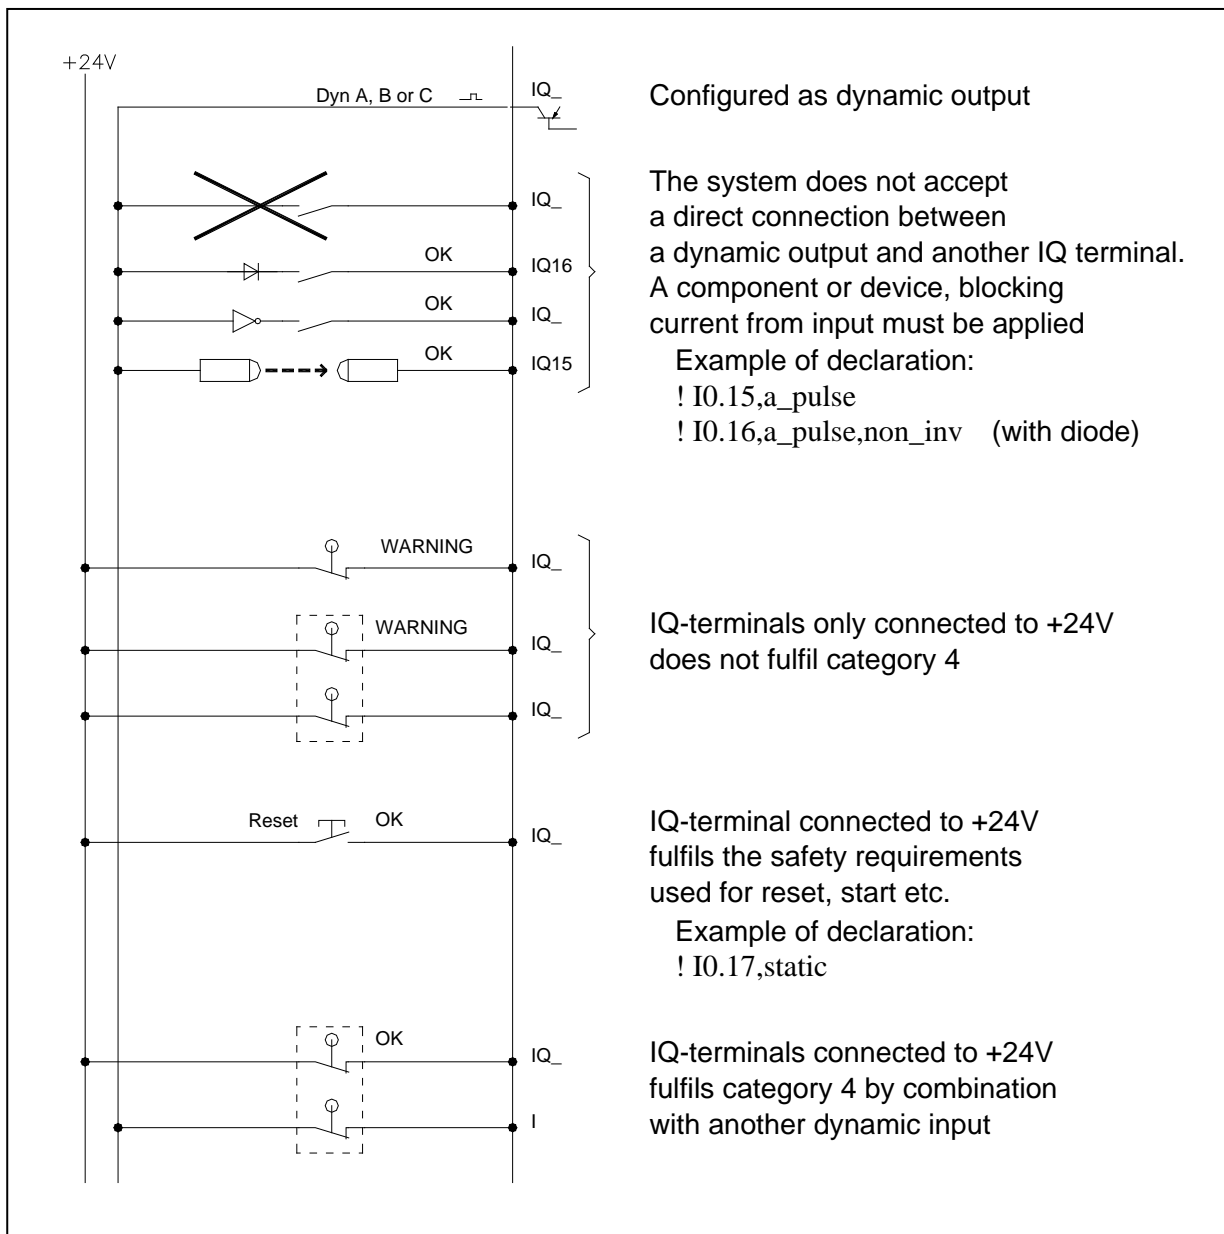 +24V
Dyn A, B or C
IQ_
Configured as dynamic output
IQ_
OK
IQ16
OK
IQ_
OK
IQ15
The system does not accept
a direct connection between
a dynamic output and another IQ terminal.
A component or device, blocking
current from input must be applied
Example of declaration:
! I0.15,a_pulse
! I0.16,a_pulse,non_inv (with diode)
WARNING
IQ_
WARNING
IQ_
IQ_
IQ-terminals only connected to +24V
does not fulfil category 4
Reset
OK
IQ_
IQ-terminal connected to +24V
fulfils the safety requirements
used for reset, start etc.
Example of declaration:
! I0.17,static
OK
IQ_
I
IQ-terminals connected to +24V
fulfils category 4 by combination
with another dynamic input